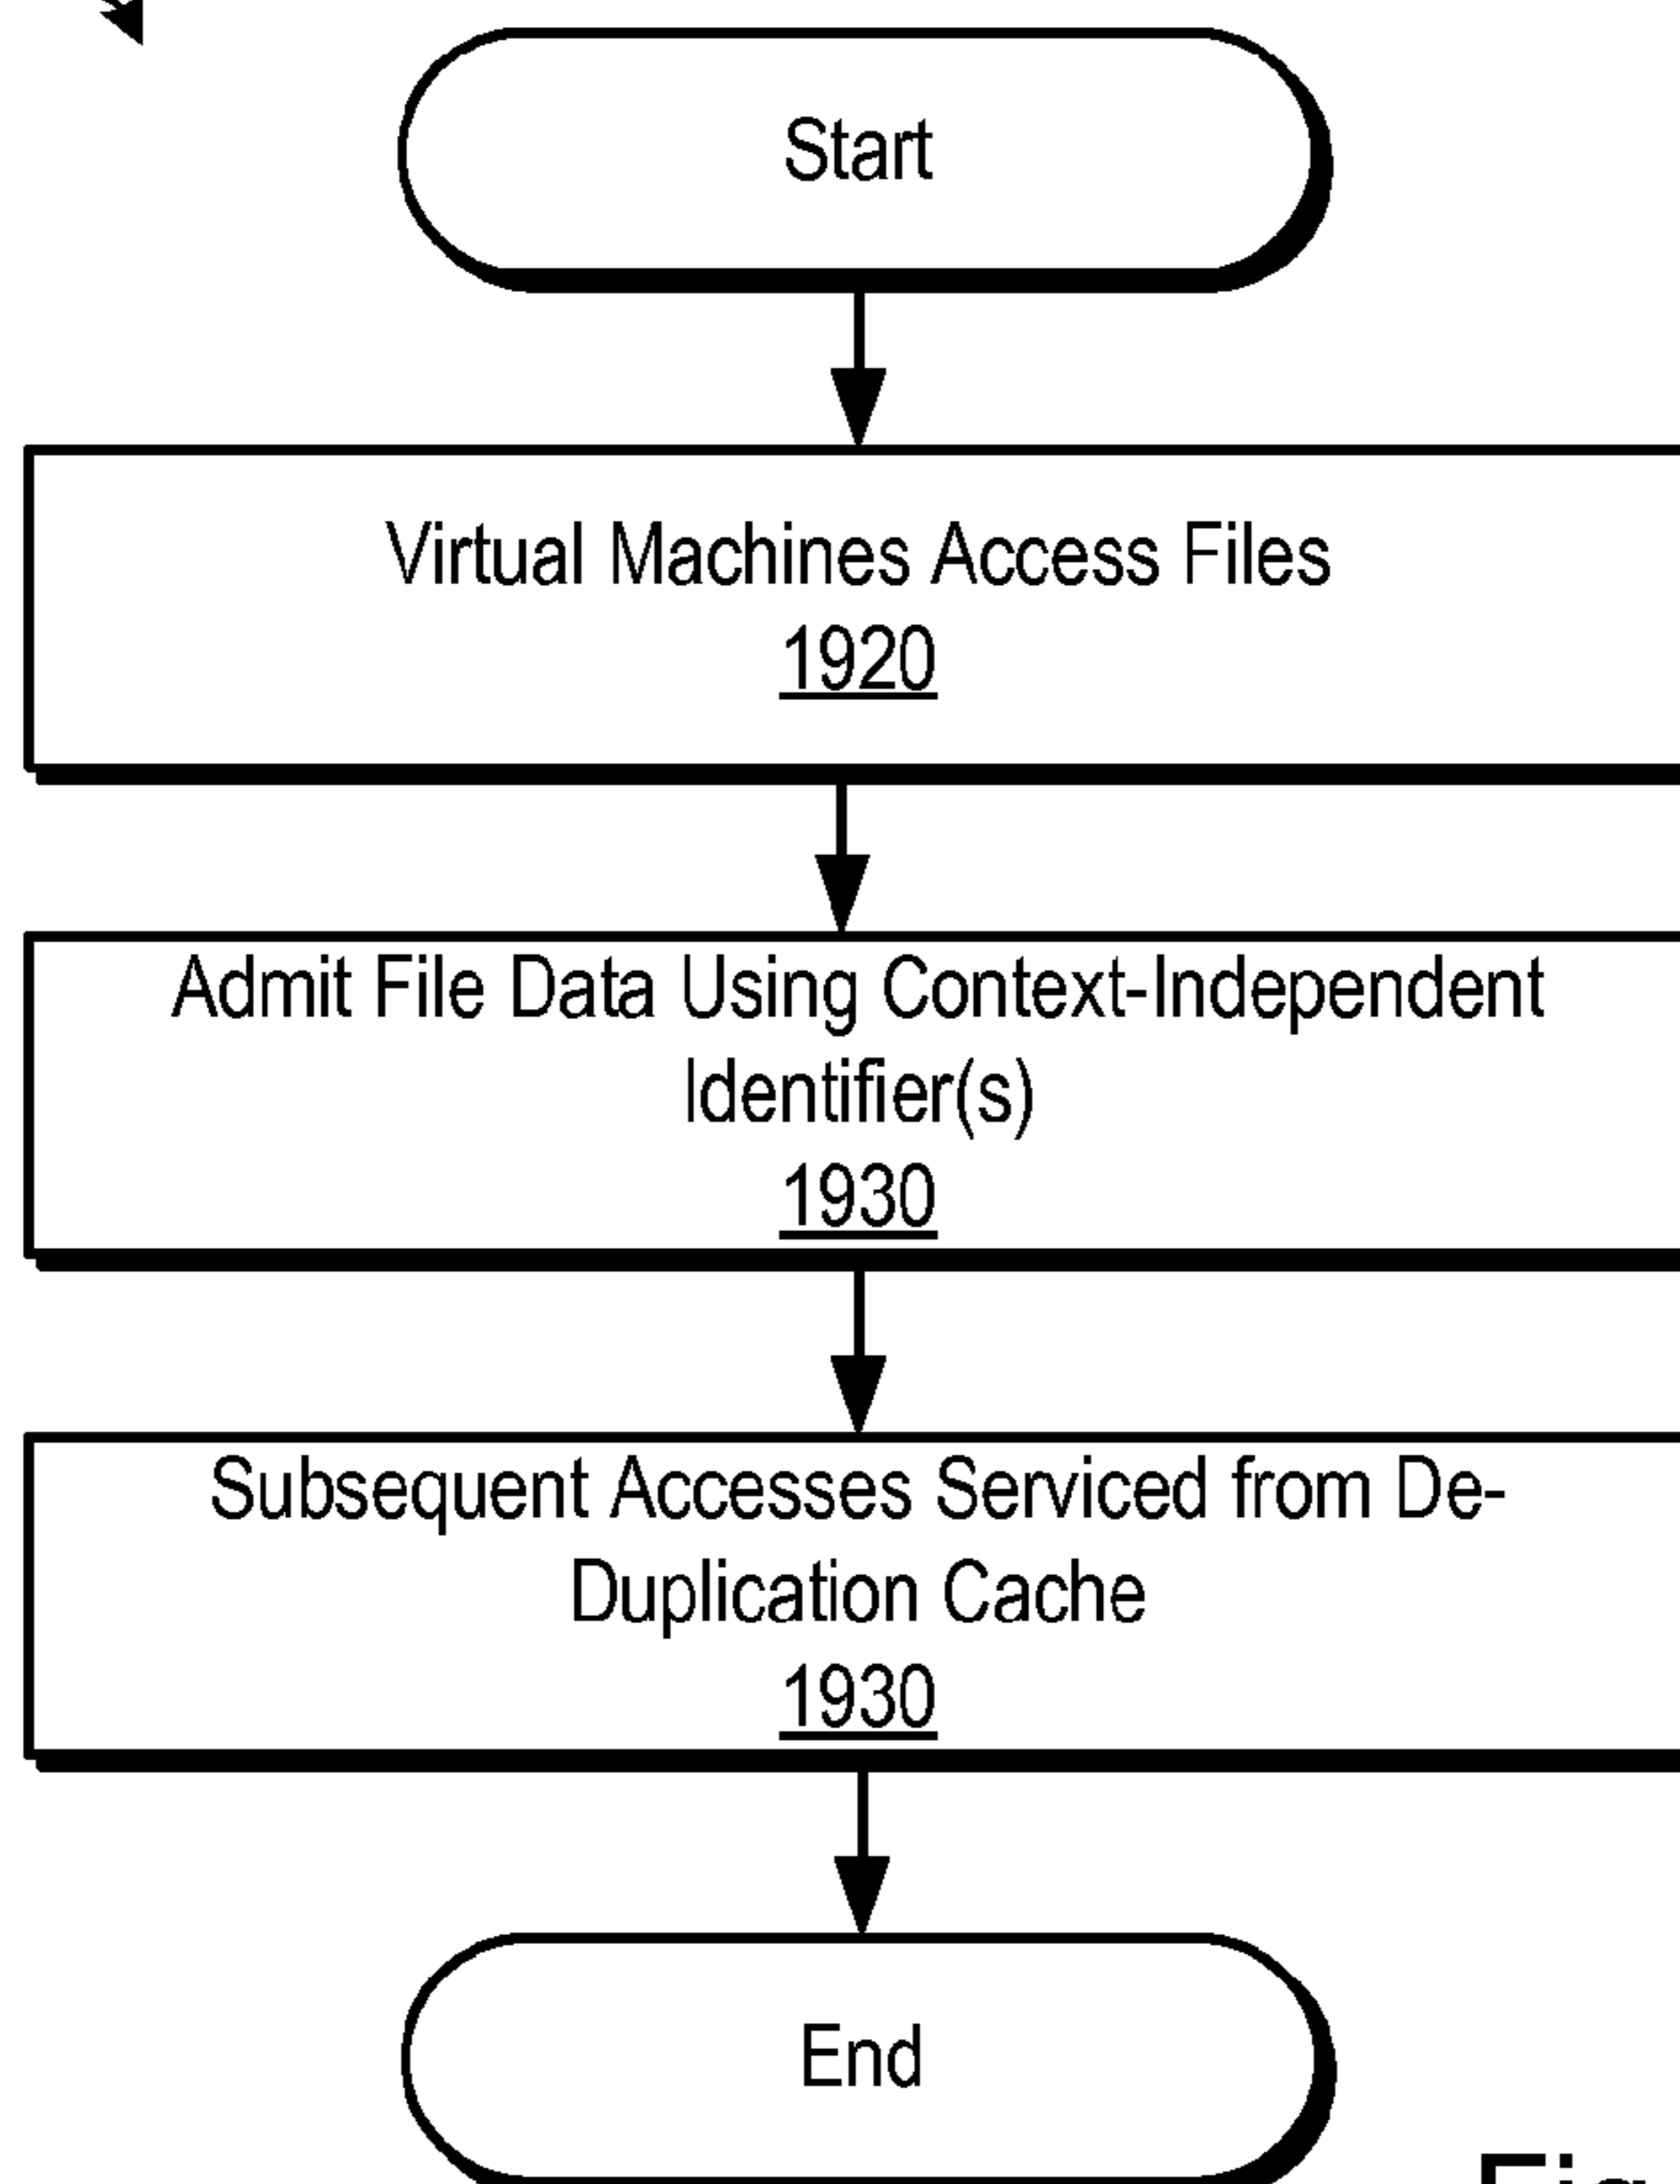 Start
Virtual Machines Access Files
1920
Admit File Data Using Context-Independent
Identifier(s)
1930
Subsequent Accesses Serviced from De-
Duplication Cache
1930
End